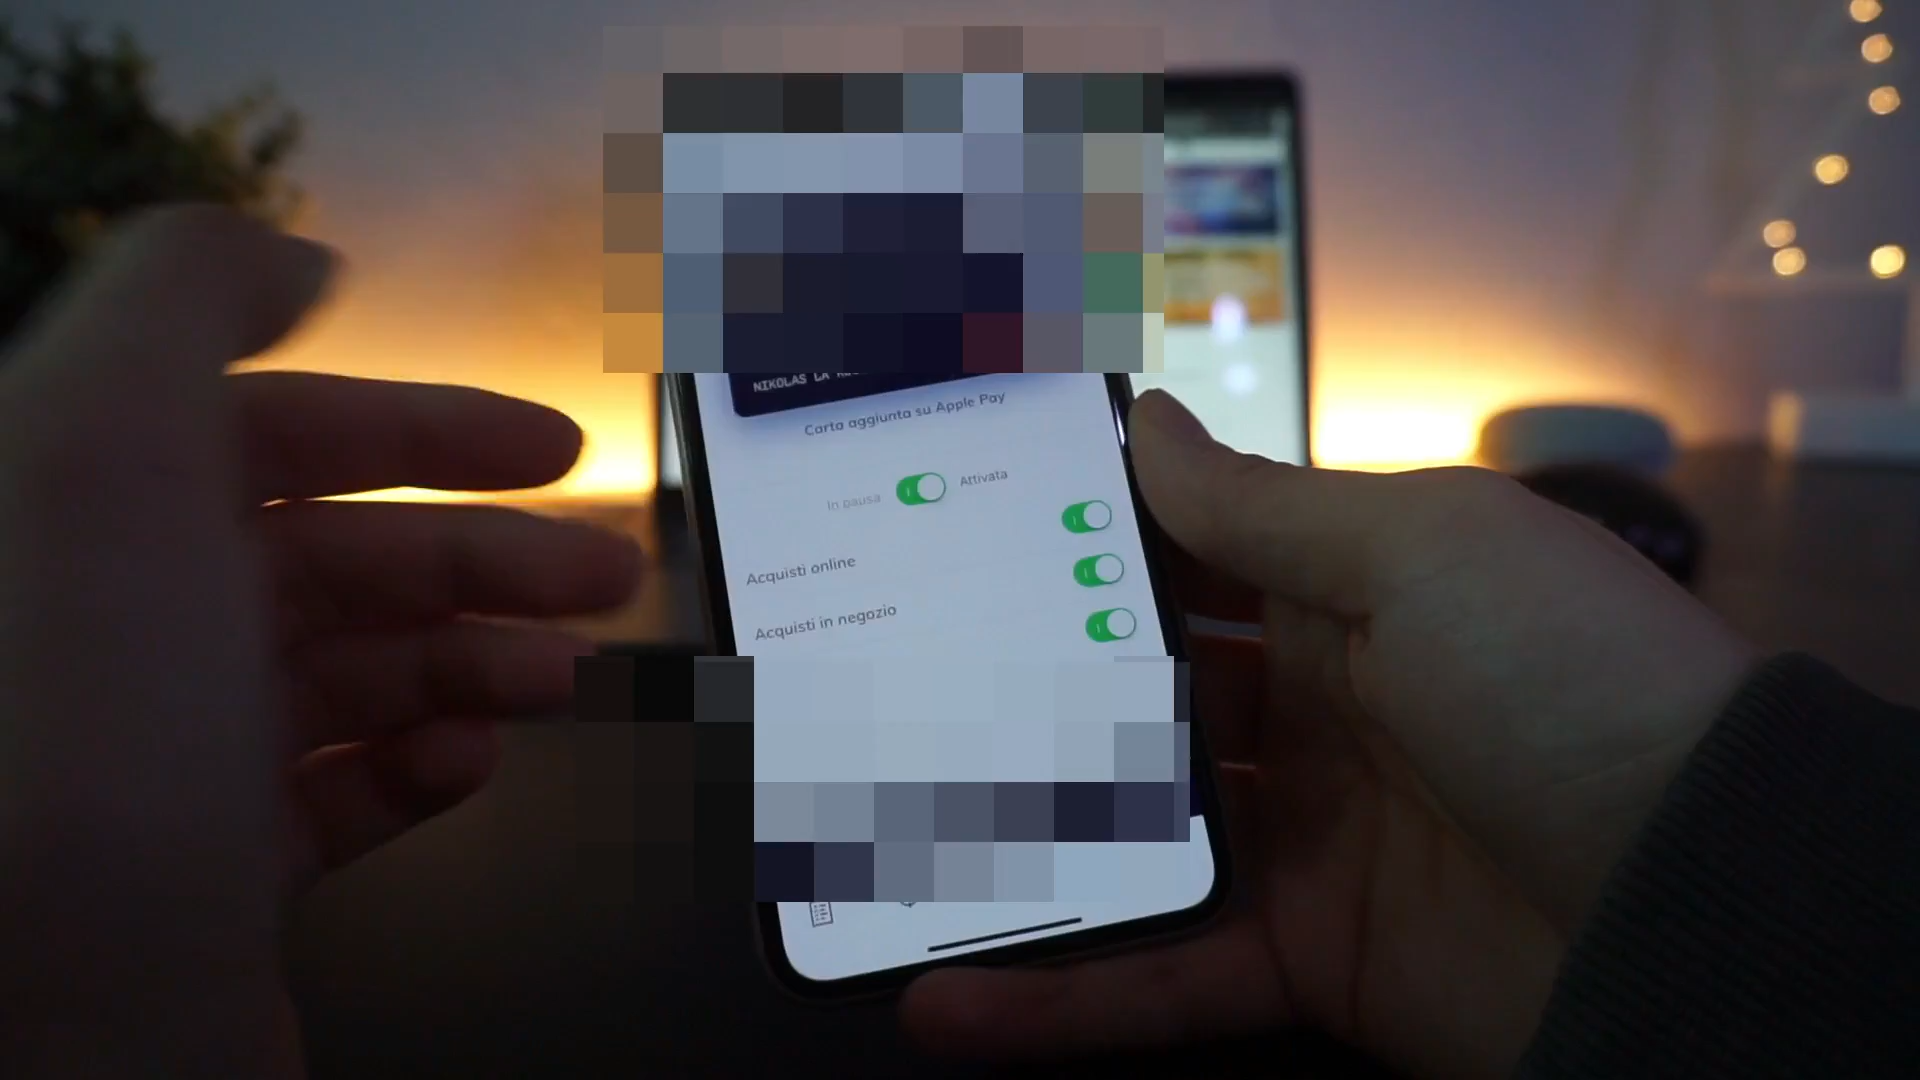 NIKOLAS LA
Carta aggiunta su Apple Pay
In pausa Attivata
Acquisti online
Acquisti in negozio